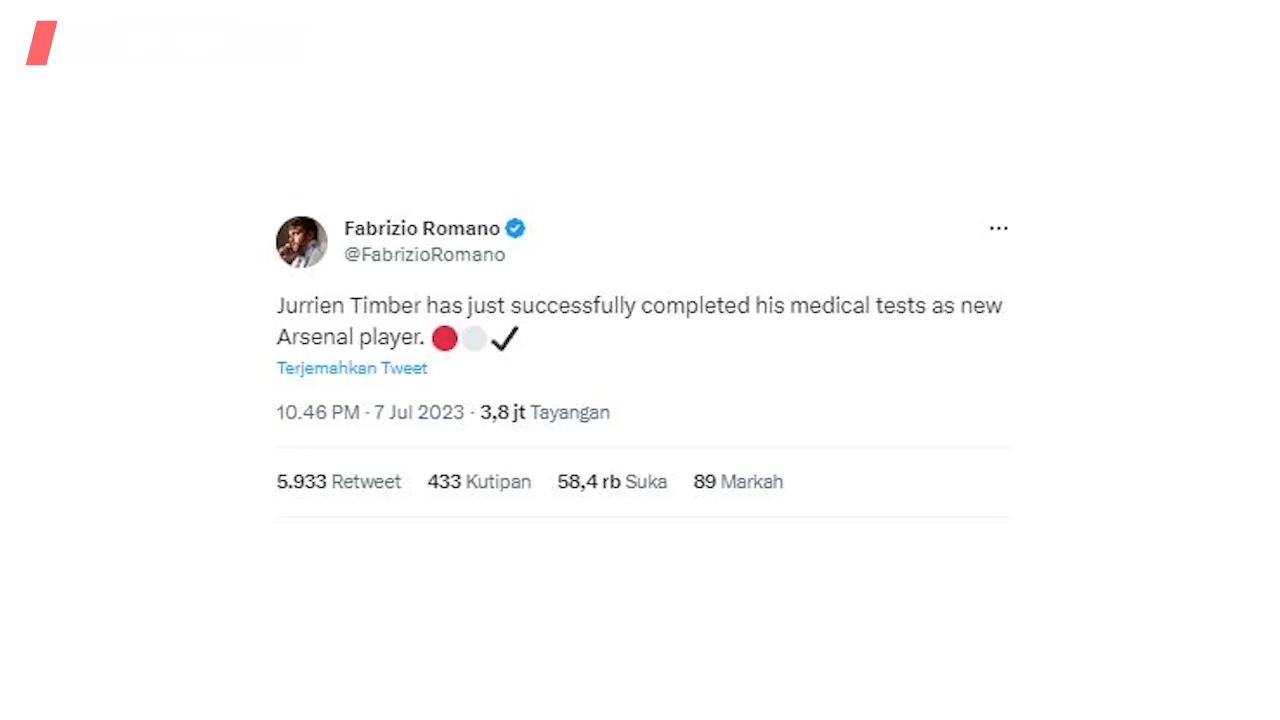 Fabrizio Romano
@FabrizioRomano
Jurrien Timber has just successfully completed his medical tests as new
Arsenal player. 🔴⚪✔️
Terjemahkan Tweet
10.46 PM · 7 Jul 2023 · 3,8 jt Tayangan
5.933 Retweet 433 Kutipan 58,4 rb Suka 89 Markah